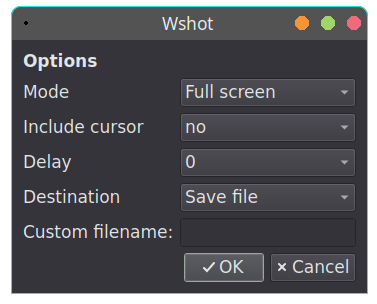 Wshot
Options
Mode Full screen
Include cursor no
Delay 0
Destination Save file
Custom filename:
OK Cancel